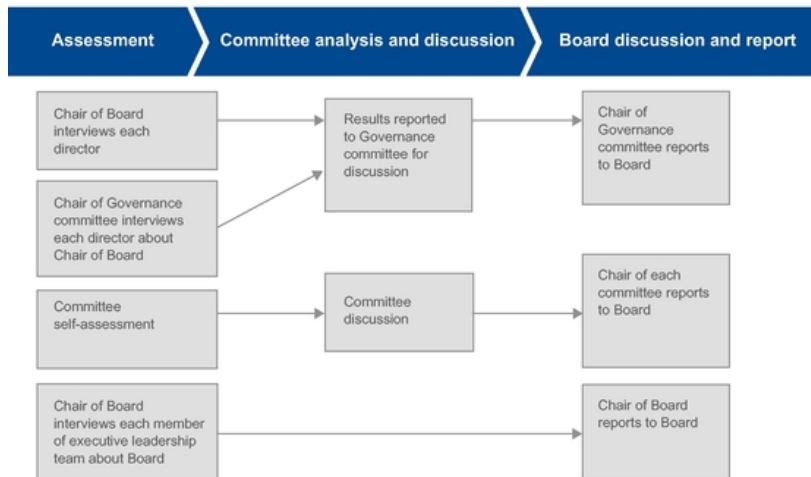 Assessment
Committee analysis and discussion
Board discussion and report
Chair of Board
interviews each
director
Results reported
to Governance
committee for
discussion
Chair of
Governance
committee reports
to Board
Chair of Governance
committee interviews
each director about
Chair of Board
Committee
self-assessment
Committee
discussion
Chair of each
committee reports
to Board
Chair of Board
interviews each member
of executive leadership
team about Board
Chair of Board
reports to Board